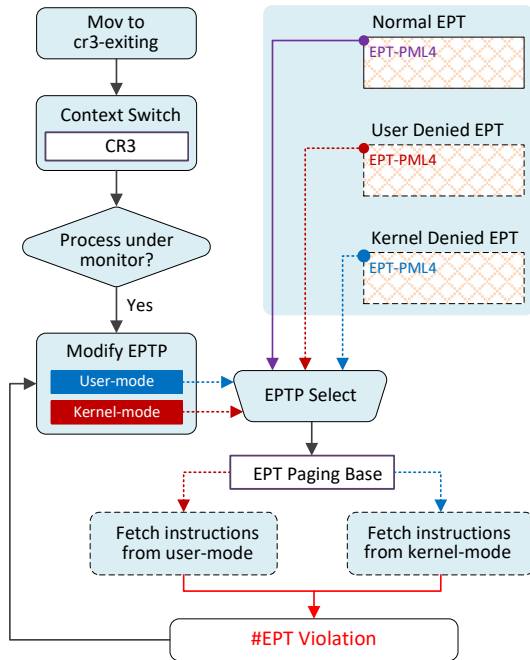 Mov to
cr3-exiting
Context Switch
CR3
Process under
monitor?
Yes
Modify EPTP
User-mode
Kernel-mode
Normal EPT
EPT-PML4
User Denied EPT
EPT-PML4
Kernel Denied EPT
EPT-PML4
EPTP Select
EPT Paging Base
Fetch instructions
from user-mode
Fetch instructions
from kernel-mode
#EPT Violation